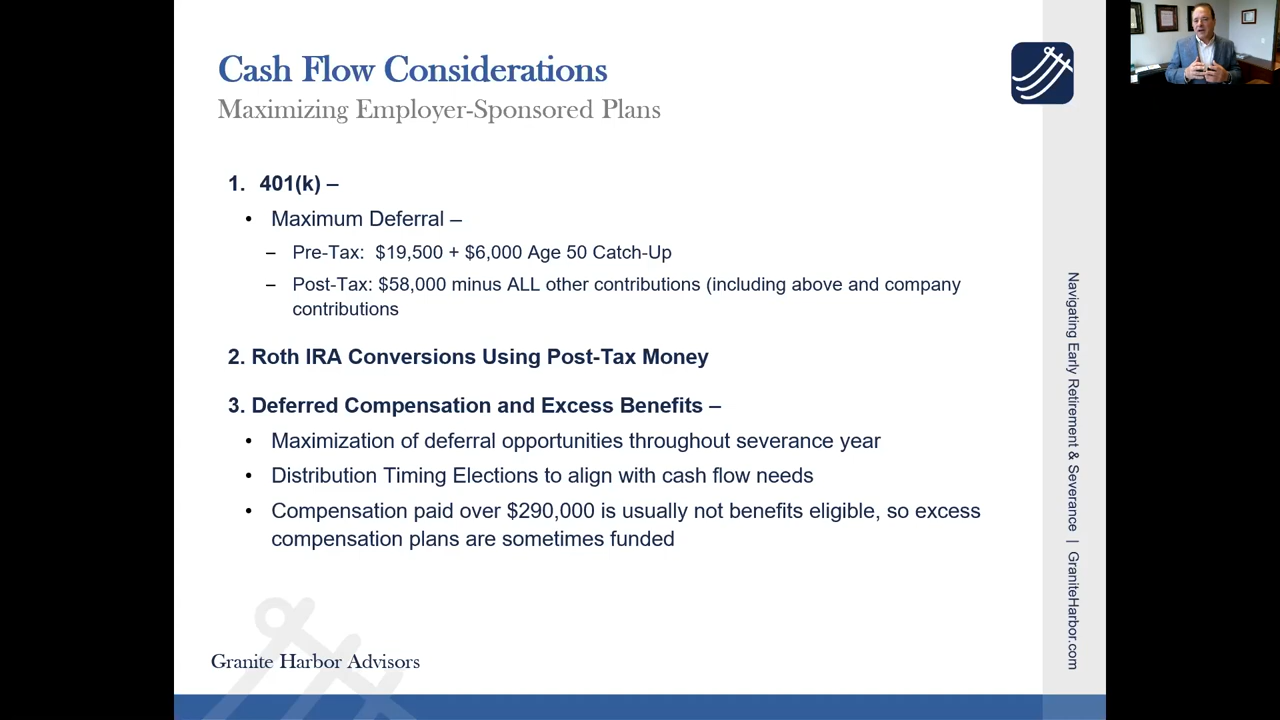 Cash Flow Considerations
Maximizing Employer-Sponsored Plans
1. 401(k) –
• Maximum Deferral –
– Pre-Tax: $19,500 + $6,000 Age 50 Catch-Up
– Post-Tax: $58,000 minus ALL other contributions (including above and company
contributions
2. Roth IRA Conversions Using Post-Tax Money
3. Deferred Compensation and Excess Benefits –
• Maximization of deferral opportunities throughout severance year
• Distribution Timing Elections to align with cash flow needs
• Compensation paid over $290,000 is usually not benefits eligible, so excess
compensation plans are sometimes funded
Granite Harbor Advisors
Navigating Early Retirement & Severance | GraniteHarbor.com